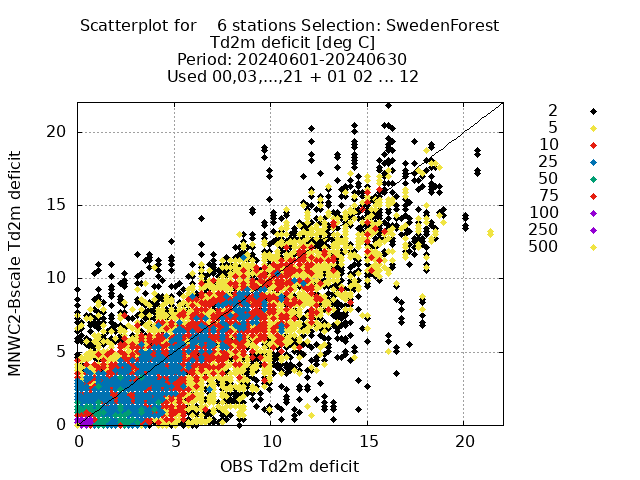 Scatterplot for    6 stations Selection: SwedenForest
Td2m deficit [deg C]
Period: 20240601-20240630
Used 00,03,...,21 + 01 02 ... 12
MNWC2-Bscale Td2m deficit
20
15
10
5
0
0 5 10 15 20
OBS Td2m deficit
2
5
10
25
50
75
100
250
500